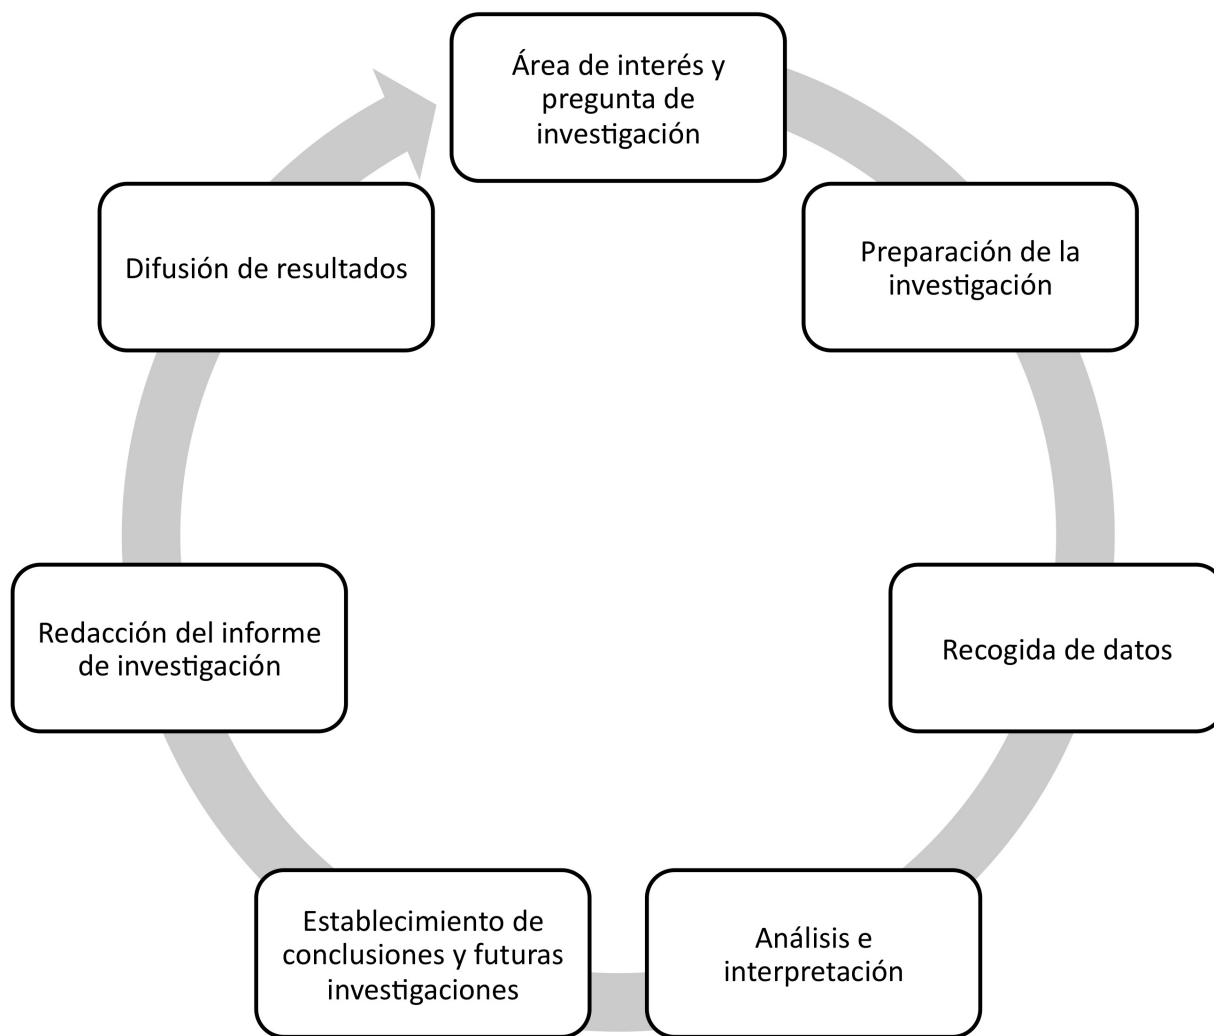 Área de interés y
pregunta de
investigación
Preparación de la
investigación
Recogida de datos
Análisis e
interpretación
Establecimiento de
conclusiones y futuras
investigaciones
Redacción del informe
de investigación
Difusión de resultados